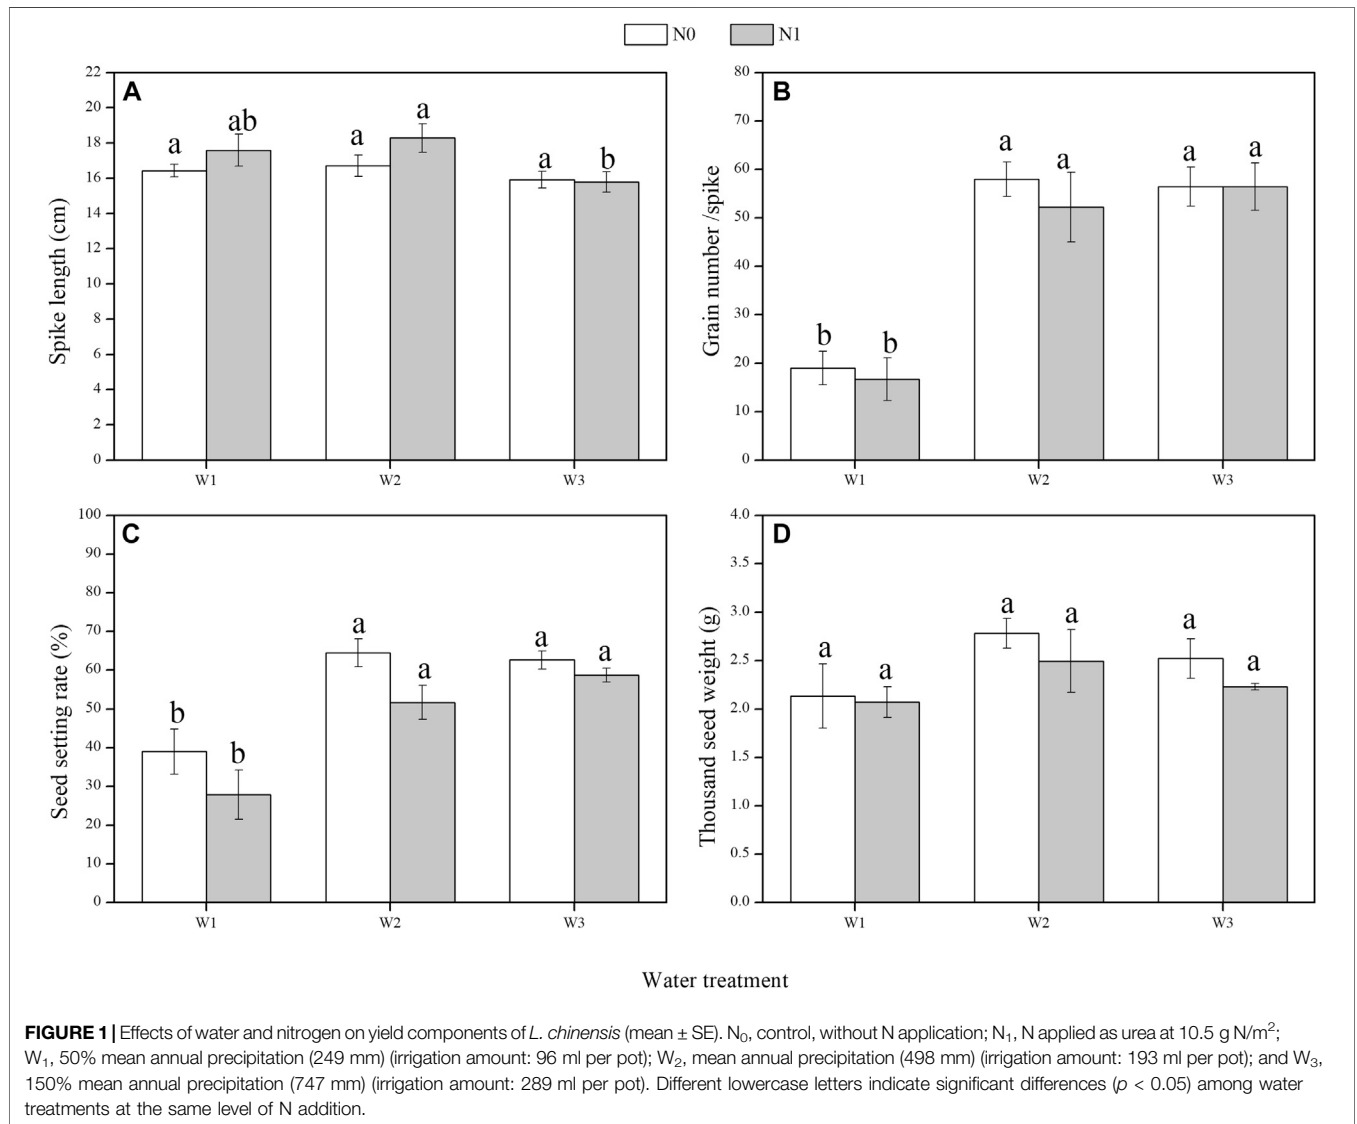 N0 N1
A
22
20
18
16
14
12
10
8
6
4
2
0
Spike length (cm)
a ab a a a b
W1 W2 W3
B
80
70
60
50
40
30
20
10
0
Grain number /spike
b b a a a a
W1 W2 W3
C
100
90
80
70
60
50
40
30
20
10
0
Seed setting rate (%)
b b a a a a
W1 W2 W3
D
4.0
3.5
3.0
2.5
2.0
1.5
1.0
0.5
0.0
Thousand seed weight (g)
a a a a a a
W1 W2 W3
Water treatment
FIGURE 1 | Effects of water and nitrogen on yield components of L. chinensis (mean ± SE). N₀, control, without N application; N₁, N applied as urea at 10.5 g N/m²;
W₁, 50% mean annual precipitation (249 mm) (irrigation amount: 96 ml per pot); W₂, mean annual precipitation (498 mm) (irrigation amount: 193 ml per pot); and W₃,
150% mean annual precipitation (747 mm) (irrigation amount: 289 ml per pot). Different lowercase letters indicate significant differences (p < 0.05) among water
treatments at the same level of N addition.